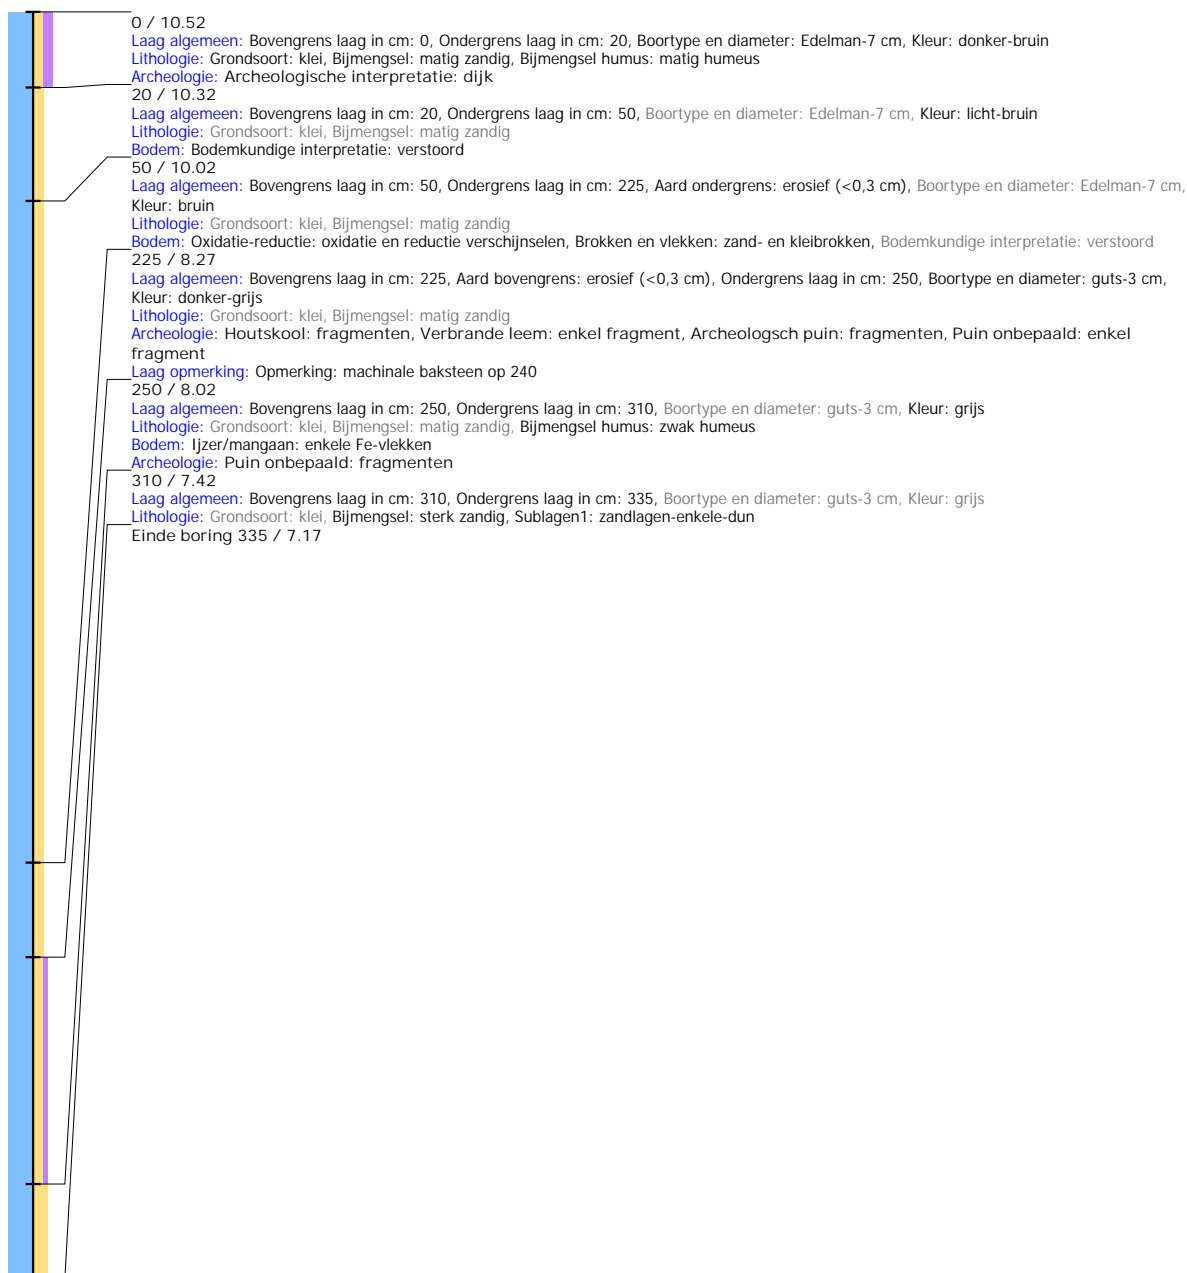 0 / 10.52
Laag algemeen: Bovengrens laag in cm: 0, Ondergrens laag in cm: 20, Boortype en diameter: Edelman-7 cm, Kleur: donker-bruin
Lithologie: Grondsoort: klei, Bijmengsel: matig zandig, Bijmengsel humus: matig humeus
Archeologie: Archeologische interpretatie: dijk
20 / 10.32
Laag algemeen: Bovengrens laag in cm: 20, Ondergrens laag in cm: 50, Boortype en diameter: Edelman-7 cm, Kleur: licht-bruin
Lithologie: Grondsoort: klei, Bijmengsel: matig zandig
Bodem: Bodemkundige interpretatie: verstoord
50 / 10.02
Laag algemeen: Bovengrens laag in cm: 50, Ondergrens laag in cm: 225, Aard ondergrens: erosief (<0,3 cm), Boortype en diameter: Edelman-7 cm,
Kleur: bruin
Lithologie: Grondsoort: klei, Bijmengsel: matig zandig
Bodem: Oxidatie-reductie: oxidatie en reductie verschijnselen, Brokken en vlekken: zand- en kleibrokken, Bodemkundige interpretatie: verstoord
225 / 8.27
Laag algemeen: Bovengrens laag in cm: 225, Aard bovengrens: erosief (<0,3 cm), Ondergrens laag in cm: 250, Boortype en diameter: guts-3 cm,
Kleur: donker-grijs
Lithologie: Grondsoort: klei, Bijmengsel: matig zandig
Archeologie: Houtskool: fragmenten, Verbrande leem: enkel fragment, Archeologsch puin: fragmenten, Puin onbepaald: enkel
fragment
Laag opmerking: Opmerking: machinale baksteen op 240
250 / 8.02
Laag algemeen: Bovengrens laag in cm: 250, Ondergrens laag in cm: 310, Boortype en diameter: guts-3 cm, Kleur: grijs
Lithologie: Grondsoort: klei, Bijmengsel: matig zandig, Bijmengsel humus: zwak humeus
Bodem: Ijzer/mangaan: enkele Fe-vlekken
Archeologie: Puin onbepaald: fragmenten
310 / 7.42
Laag algemeen: Bovengrens laag in cm: 310, Ondergrens laag in cm: 335, Boortype en diameter: guts-3 cm, Kleur: grijs
Lithologie: Grondsoort: klei, Bijmengsel: sterk zandig, Sublagen1: zandlagen-enkele-dun
Einde boring 335 / 7.17